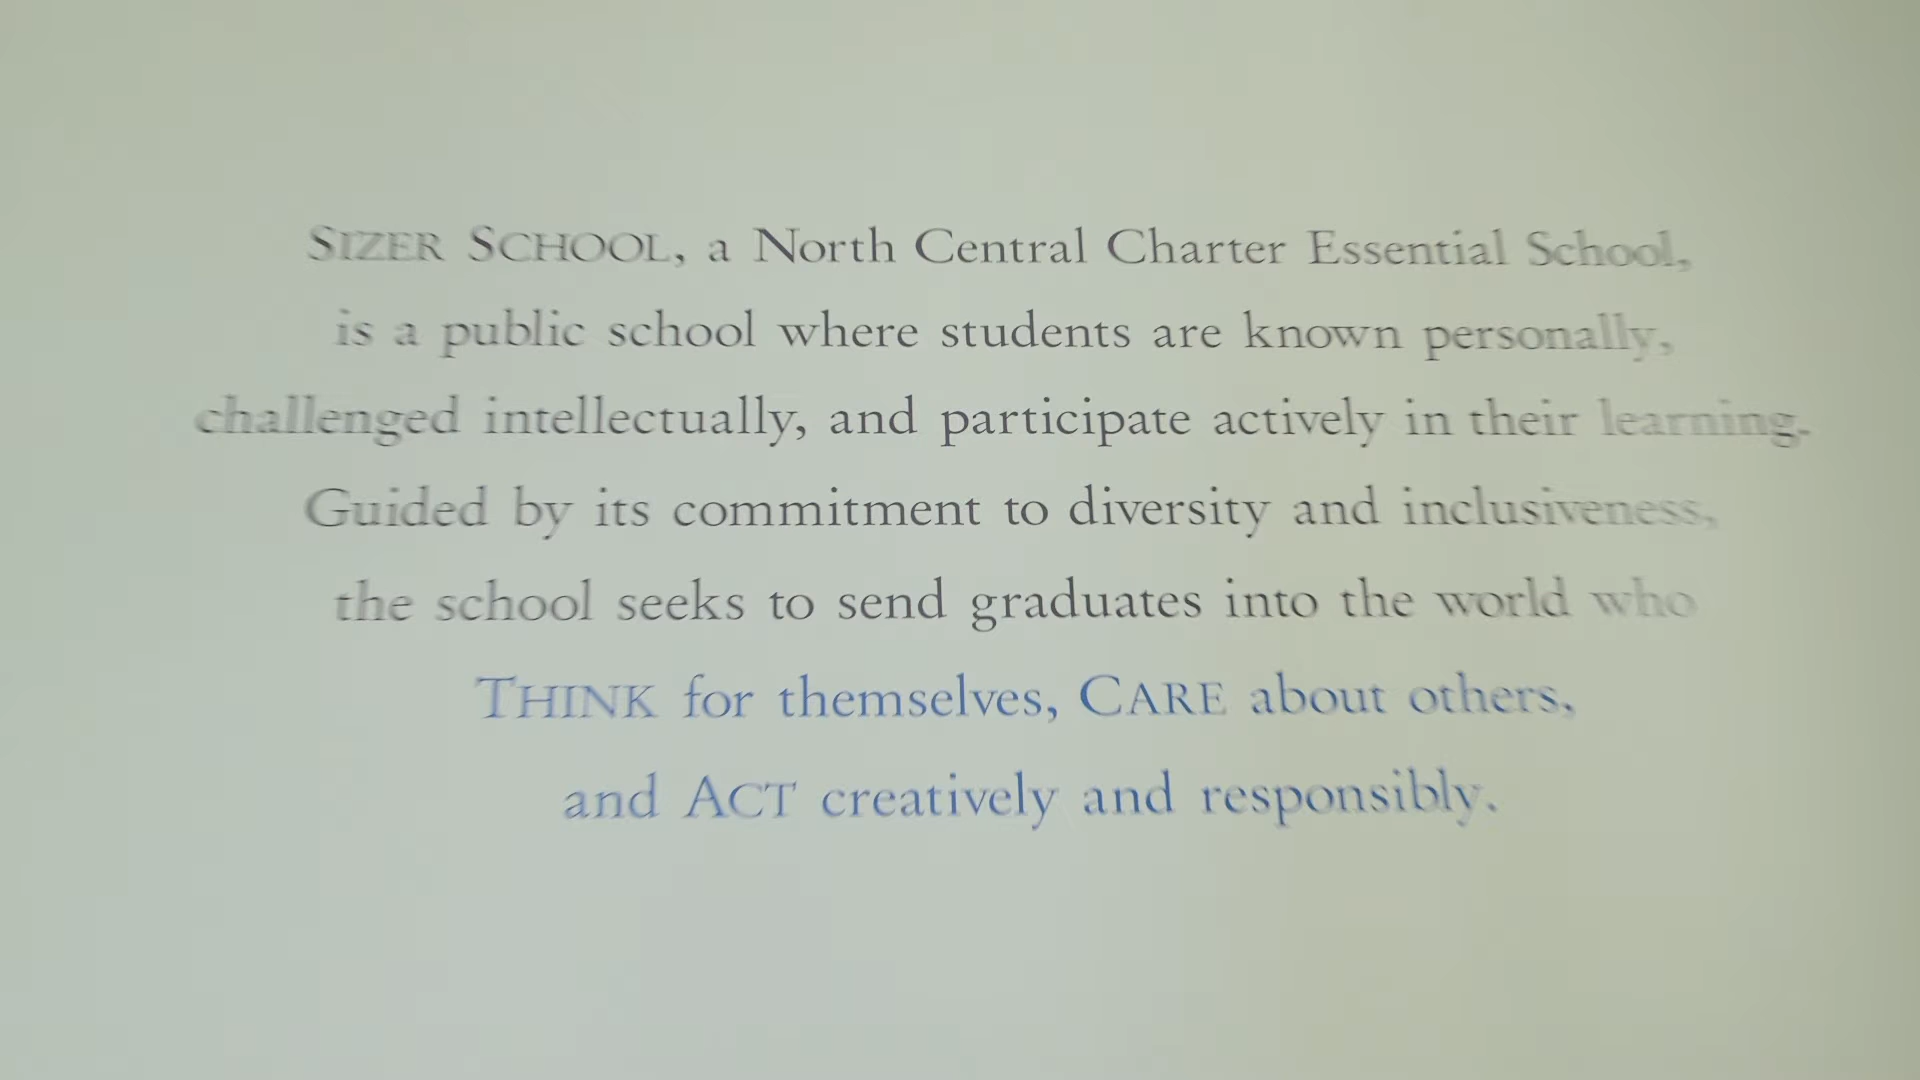 SIZER SCHOOL, a North Central Charter Essential School,
is a public school where students are known personally,
challenged intellectually, and participate actively in their learning.
Guided by its commitment to diversity and inclusiveness,
the school seeks to send graduates into the world who
THINK for themselves, CARE about others,
and ACT creatively and responsibly.